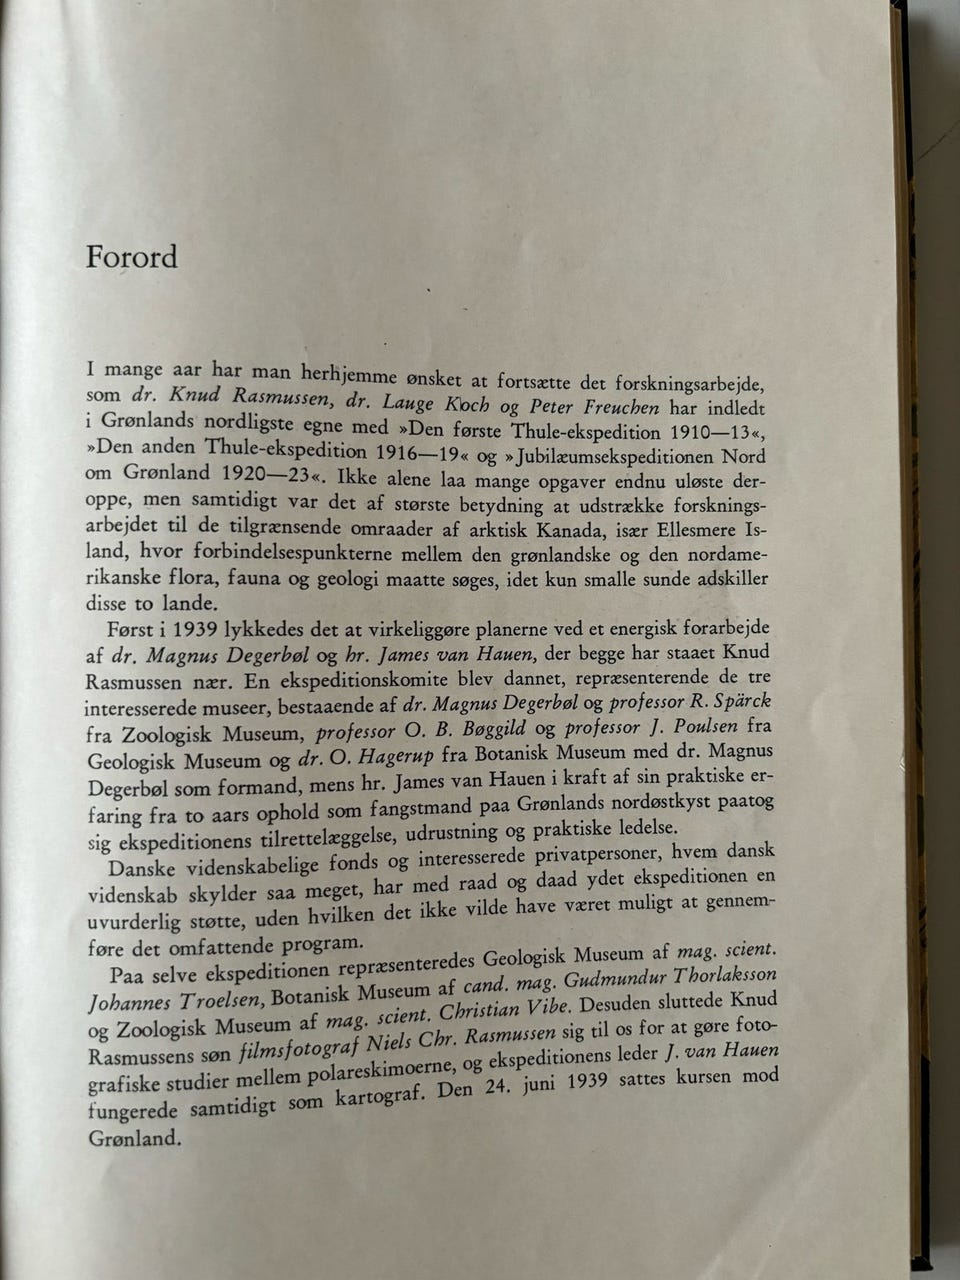 Forord
I mange aar har man herhjemme ønsket at fortsætte det forskningsarbejde,
som dr. Knud Rasmussen, dr. Lauge Koch og Peter Freuchen har indledt
i Grønlands nordligste egne med »Den første Thule-ekspedition 1910—13«,
»Den anden Thule-ekspedition 1916—19« og »Jubilæumsekspeditionen Nord
om Grønland 1920—23«. Ikke alene laa mange opgaver endnu uløste der-
oppe, men samtidigt var det af største betydning at udstrække forsknings-
arbejdet til de tilgrænsende omraader af arktisk Kanada, især Ellesmere Is-
land, hvor forbindelsespunkterne mellem den grønlandske og den nordame-
rikanske flora, fauna og geologi maatte søges, idet kun smalle sunde adskiller
disse to lande.
Først i 1939 lykkedes det at virkeliggøre planerne ved et energisk forarbejde
af dr. Magnus Degerbøl og hr. James van Hauen, der begge har staaet Knud
Rasmussen nær. En ekspeditionskomite blev dannet, repræsenterende de tre
interesserede museer, bestaaende af dr. Magnus Degerbøl og professor R. Spärck
fra Zoologisk Museum, professor O. B. Bøggild og professor J. Poulsen fra
Geologisk Museum og dr. O. Hagerup fra Botanisk Museum med dr. Magnus
Degerbøl som formand, mens hr. James van Hauen i kraft af sin praktiske er-
faring fra to aars ophold som fangstmand paa Grønlands nordøstkyst paatog
sig ekspeditionens tilrettelæggelse, udrustning og praktiske ledelse.
Danske videnskabelige fonds og interesserede privatpersoner, hvem dansk
videnskab skylder saa meget, har med raad og daad ydet ekspeditionen en
uvurderlig støtte, uden hvilken det ikke vilde have været muligt at gennem-
føre det omfattende program.
Paa selve ekspeditionen repræsenteredes Geologisk Museum af mag. scient.
Johannes Troelsen, Botanisk Museum af cand. mag. Gudmundur Thorlaksson
og Zoologisk Museum af mag. scient. Christian Vibe. Desuden sluttede Knud
Rasmussens søn filmsfotograf Niels Chr. Rasmussen sig til os for at gøre foto-
grafiske studier mellem polareskimoerne, og ekspeditionens leder J. van Hauen
fungerede samtidigt som kartograf. Den 24. juni 1939 sattes kursen mod
Grønland.